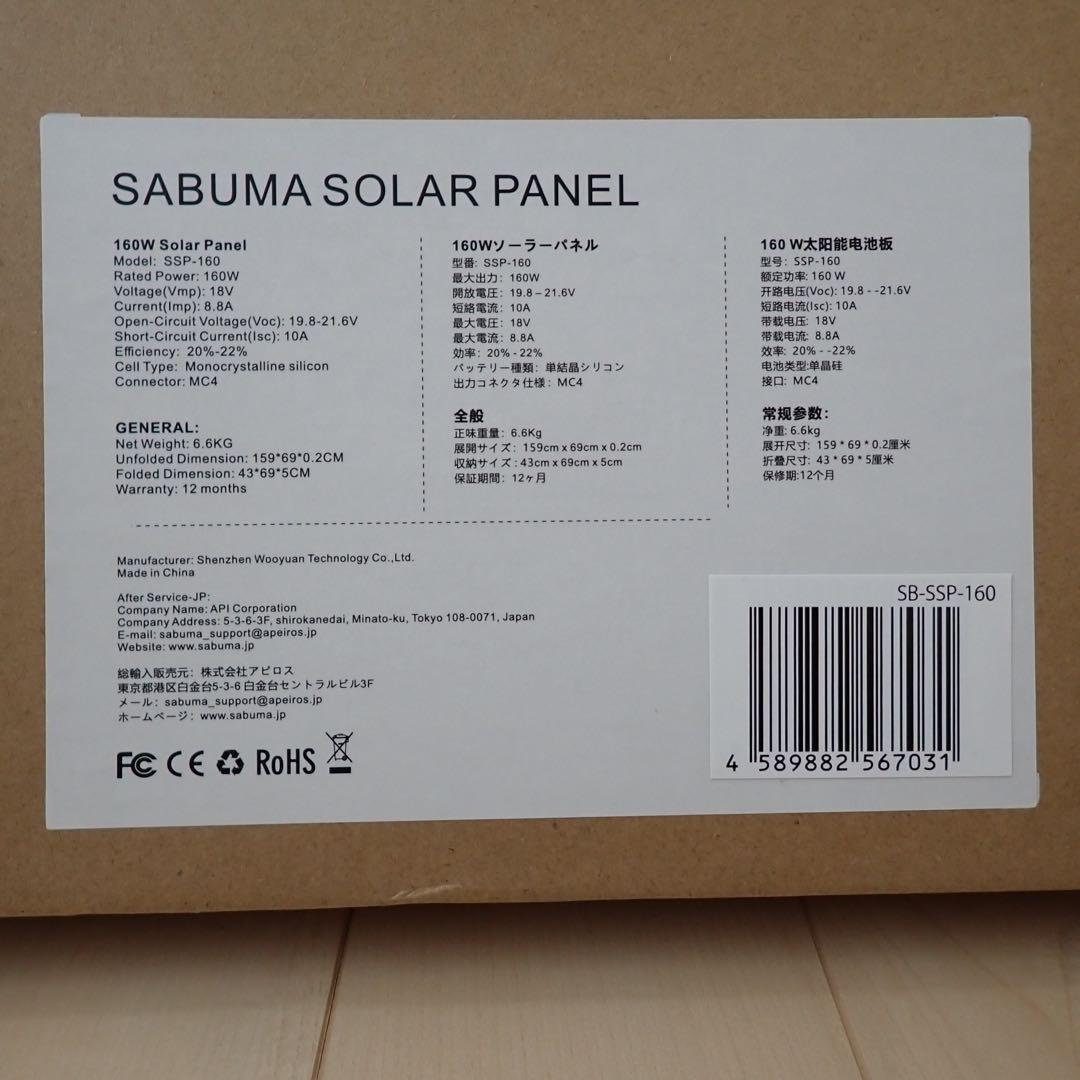 SABUMA SOLAR PANEL
160W Solar Panel
Model: SSP-160
Rated Power: 160W
Voltage(Vmp): 18V
Current(Imp): 8.8A
Open-Circuit Voltage(Voc): 19.8-21.6V
Short-Circuit Current(Isc): 10A
Efficiency: 20%-22%
Cell Type: Monocrystalline silicon
Connector: MC4
GENERAL:
Net Weight: 6.6KG
Unfolded Dimension: 159*69*0.2CM
Folded Dimension: 43*69*5CM
Warranty: 12 months
160Wソーラーパネル
型番: SSP-160
最大出力: 160W
開放電圧: 19.8 – 21.6V
短絡電流: 10A
最大電圧: 18V
最大電流: 8.8A
効率: 20% - 22%
バッテリー種類: 単結晶シリコン
出力コネクタ仕様: MC4
全般
正味重量: 6.6Kg
展開サイズ: 159cm x 69cm x 0.2cm
収納サイズ: 43cm x 69cm x 5cm
保証期間: 12ヶ月
160 W太阳能电池板
型号: SSP-160
额定功率: 160 W
开路电压(Voc): 19.8 - -21.6V
短路电流(Isc): 10A
带载电压: 18V
带载电流: 8.8A
效率: 20% - -22%
电池类型:单晶硅
接口: MC4
常规参数:
净重: 6.6kg
展开尺寸: 159 * 69 * 0.2厘米
折叠尺寸: 43 * 69 * 5厘米
保修期:12个月
Manufacturer: Shenzhen Wooyuan Technology Co.,Ltd.
Made in China
After Service-JP:
Company Name: API Corporation
Company Address: 5-3-6-3F, shirokanedai, Minato-ku, Tokyo 108-0071, Japan
E-mail: sabuma_support@apeiros.jp
Website: www.sabuma.jp
総輸入販売元: 株式会社アピロス
東京都港区白金台5-3-6 白金台セントラルビル3F
メール: sabuma_support@apeiros.jp
ホームページ: www.sabuma.jp
FC CE RoHS
SB-SSP-160
4 589882 567031